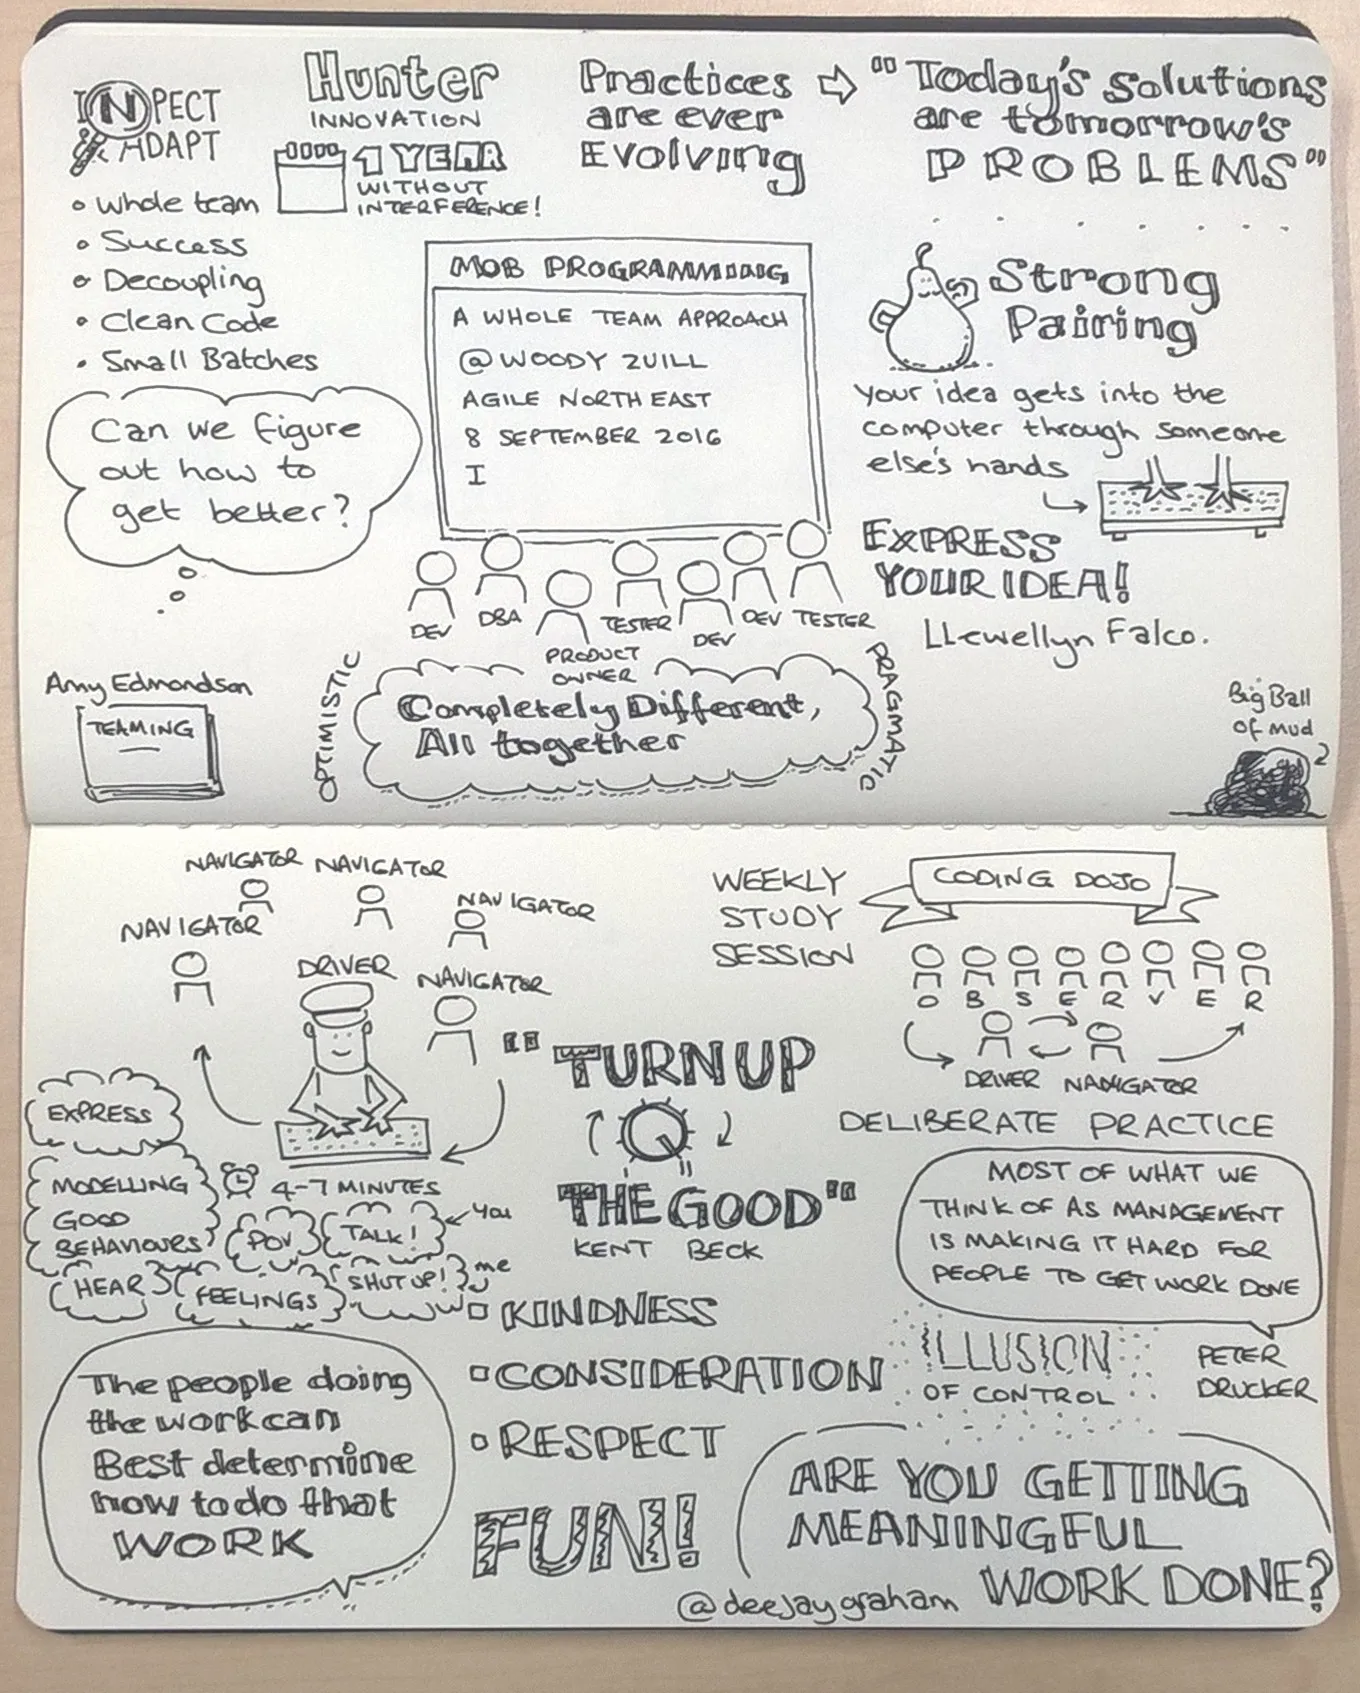 INSPECT
& ADAPT
Whole team
Success
Decoupling
Clean Code
Small Batches
Hunter
INNOVATION
1 YEAR
WITHOUT
INTERFERENCE!
Practices
are ever
Evolving
"Today's Solutions
are tomorrow's
PROBLEMS"
Can we figure
out how to
get better?
MOB PROGRAMMING
A WHOLE TEAM APPROACH
@WOODY ZUILL
AGILE NORTH EAST
8 SEPTEMBER 2016
I
DEV
DBA
PRODUCT
OWNER
TESTER
DEV
DEV
TESTER
Strong
Pairing
Your idea gets into the
computer through someone
else's hands
EXPRESS
YOUR IDEA!
Llewellyn Falco.
Amy Edmondson
TEAMING
OPTIMISTIC
Completely Different,
All together
PRAGMATIC
Big Ball
of Mud
NAVIGATOR
NAVIGATOR
NAVIGATOR
NAVIGATOR
DRIVER
NAVIGATOR
4-7 MINUTES
EXPRESS
MODELLING
GOOD
BEHAVIOURS
HEAR
POV
FEELINGS
TALK!
You
SHUT UP!
me
WEEKLY
STUDY
SESSION
CODING DOJO
O B S E R V E R
DRIVER NAVIGATOR
DELIBERATE PRACTICE
"TURN UP
THE GOOD"
KENT BECK
MOST OF WHAT WE
THINK OF AS MANAGEMENT
IS MAKING IT HARD FOR
PEOPLE TO GET WORK DONE
PETER
DRUCKER
ILLUSION
OF CONTROL
KINDNESS
CONSIDERATION
RESPECT
FUN!
The people doing
the work can
Best determine
how to do that
WORK
ARE YOU GETTING
MEANINGFUL
WORK DONE?
@deejaygraham